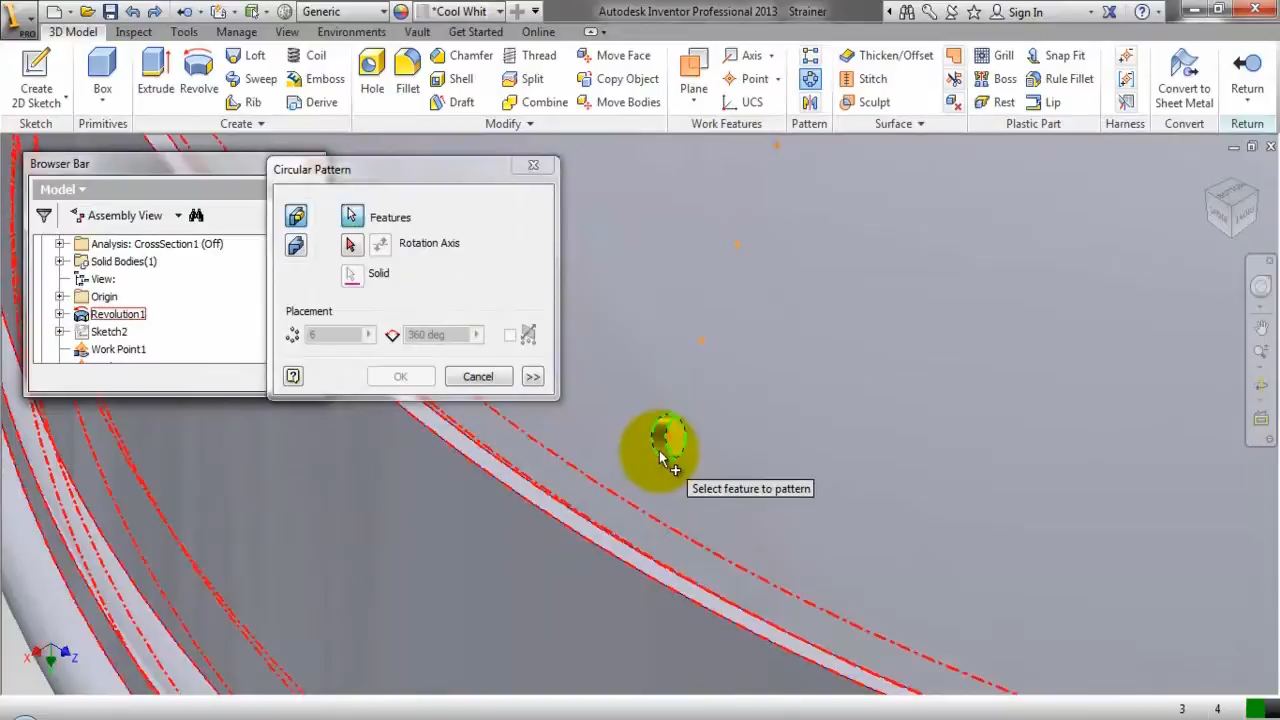 PRO
Generic
*Cool Whit
Autodesk Inventor Professional 2013 Strainer
Sign In
3D Model Inspect Tools Manage View Environments Vault Get Started Online
Create 2D Sketch
Box
Extrude
Revolve
Loft
Sweep
Rib
Coil
Emboss
Derive
Hole
Fillet
Chamfer
Shell
Draft
Thread
Split
Combine
Move Face
Copy Object
Move Bodies
Plane
Axis
Point
UCS
Thicken/Offset
Stitch
Sculpt
Grill
Boss
Rest
Snap Fit
Rule Fillet
Lip
Convert to Sheet Metal
Return
Sketch Primitives Create Modify Work Features Pattern Surface Plastic Part Harness Convert Return
Browser Bar
Model
Assembly View
Analysis: CrossSection1 (Off)
Solid Bodies(1)
View:
Origin
Revolution1
Sketch2
Work Point1
Circular Pattern
Features
Rotation Axis
Solid
Placement
6
360 deg
?
OK
Cancel
>>
Select feature to pattern
BOTTOM
X
Z
3 4